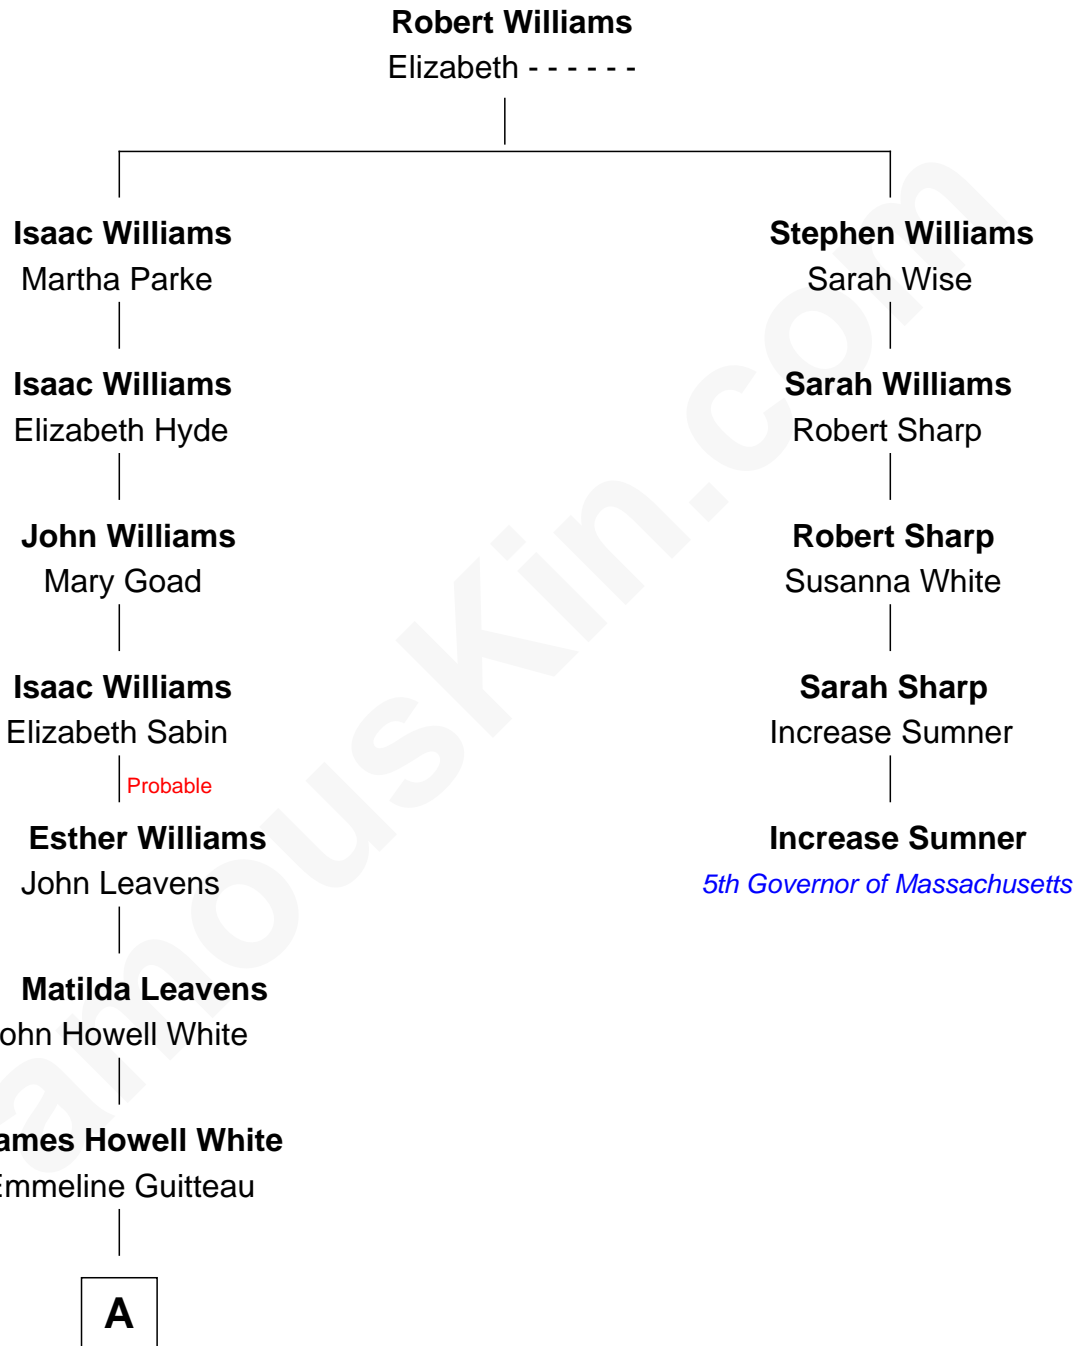 Robert Williams
Elizabeth - - - - - -
Isaac Williams
Martha Parke
Stephen Williams
Sarah Wise
Isaac Williams
Elizabeth Hyde
Sarah Williams
Robert Sharp
John Williams
Mary Goad
Robert Sharp
Susanna White
Isaac Williams
Elizabeth Sabin
Sarah Sharp
Increase Sumner
Probable
Esther Williams
John Leavens
Increase Sumner
5th Governor of Massachusetts
Matilda Leavens
ohn Howell White
ames Howell White
Emmeline Guitteau
A
amouskin.com